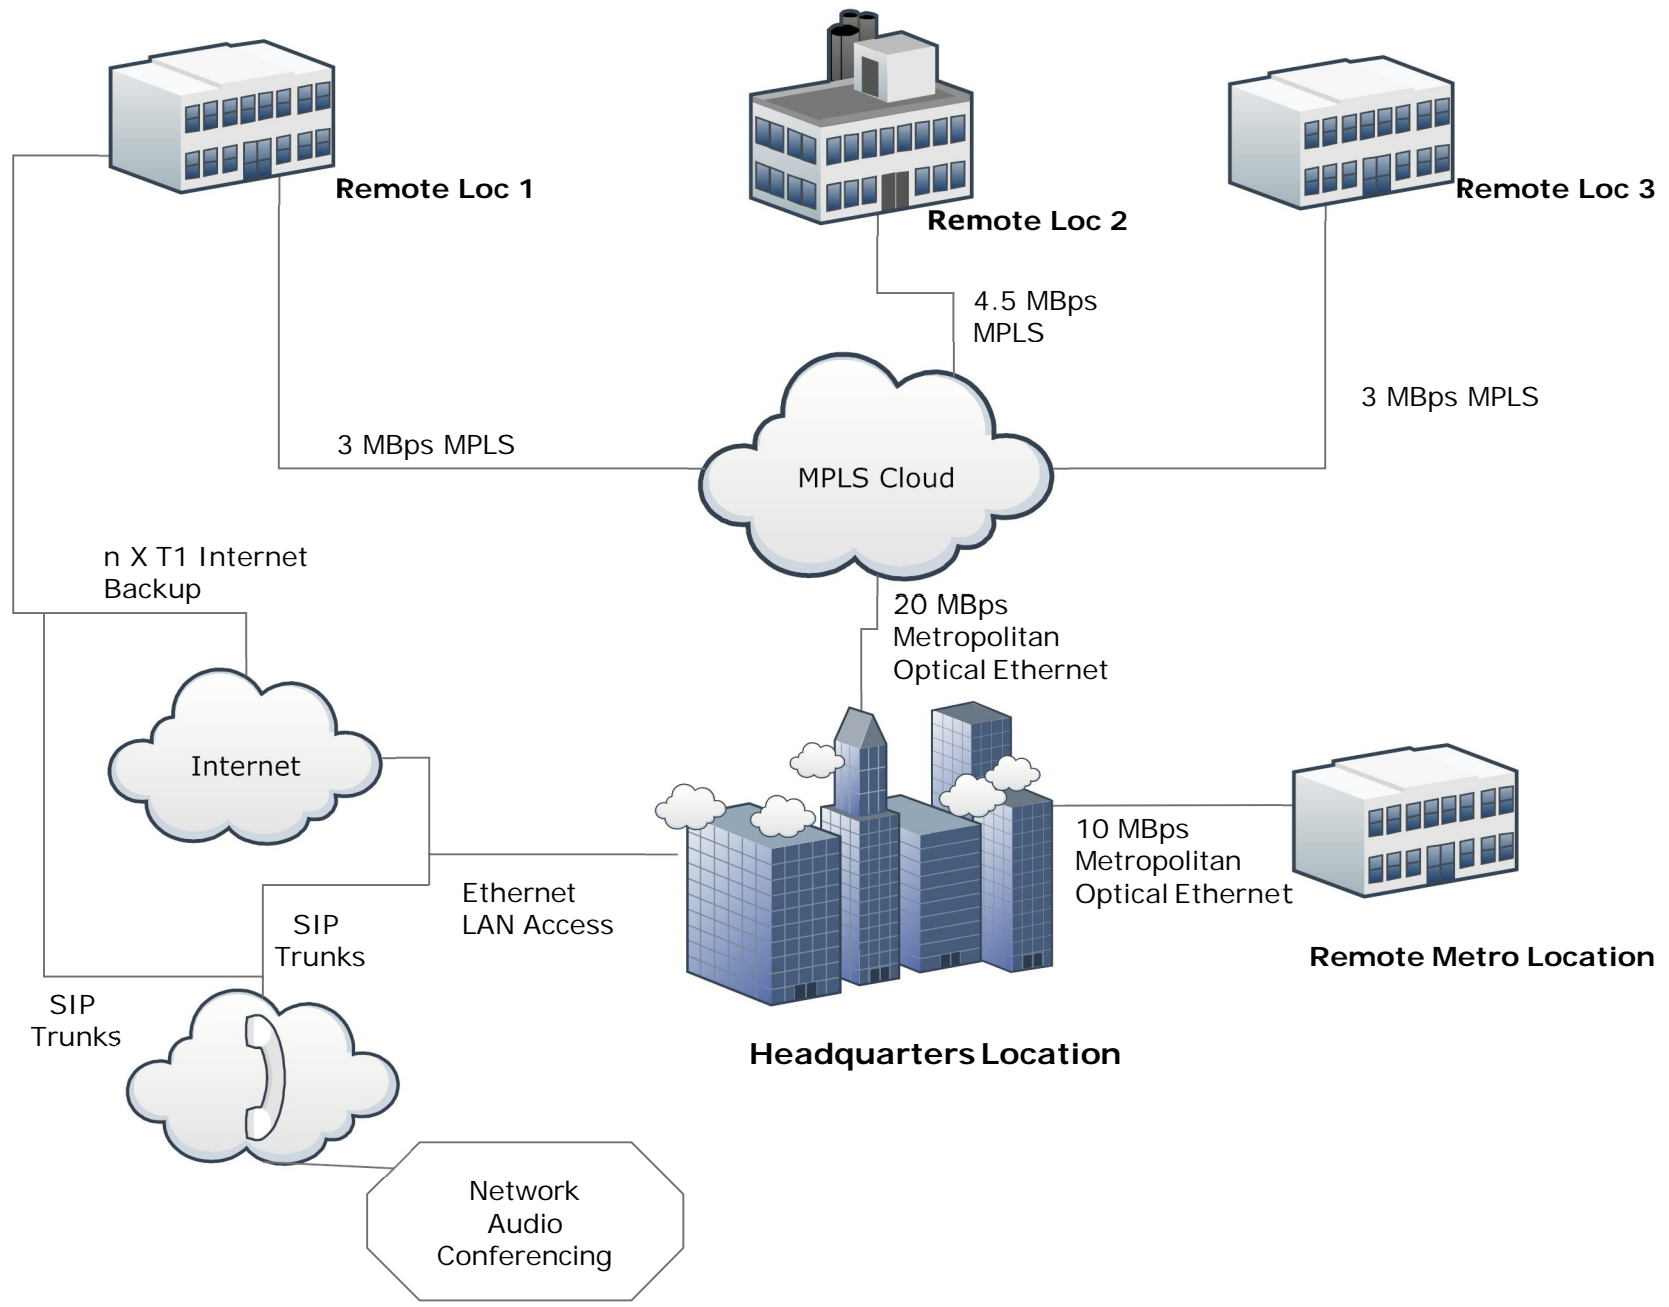 Remote Loc 1
Remote Loc 2
Remote Loc 3
4.5 MBps
MPLS
3 MBps MPLS
3 MBps MPLS
MPLS Cloud
n X T1 Internet
Backup
20 MBps
Metropolitan
Optical Ethernet
Internet
10 MBps
Metropolitan
Optical Ethernet
Ethernet
LAN Access
SIP
Trunks
Remote Metro Location
SIP
Trunks
Headquarters Location
Network
Audio
Conferencing